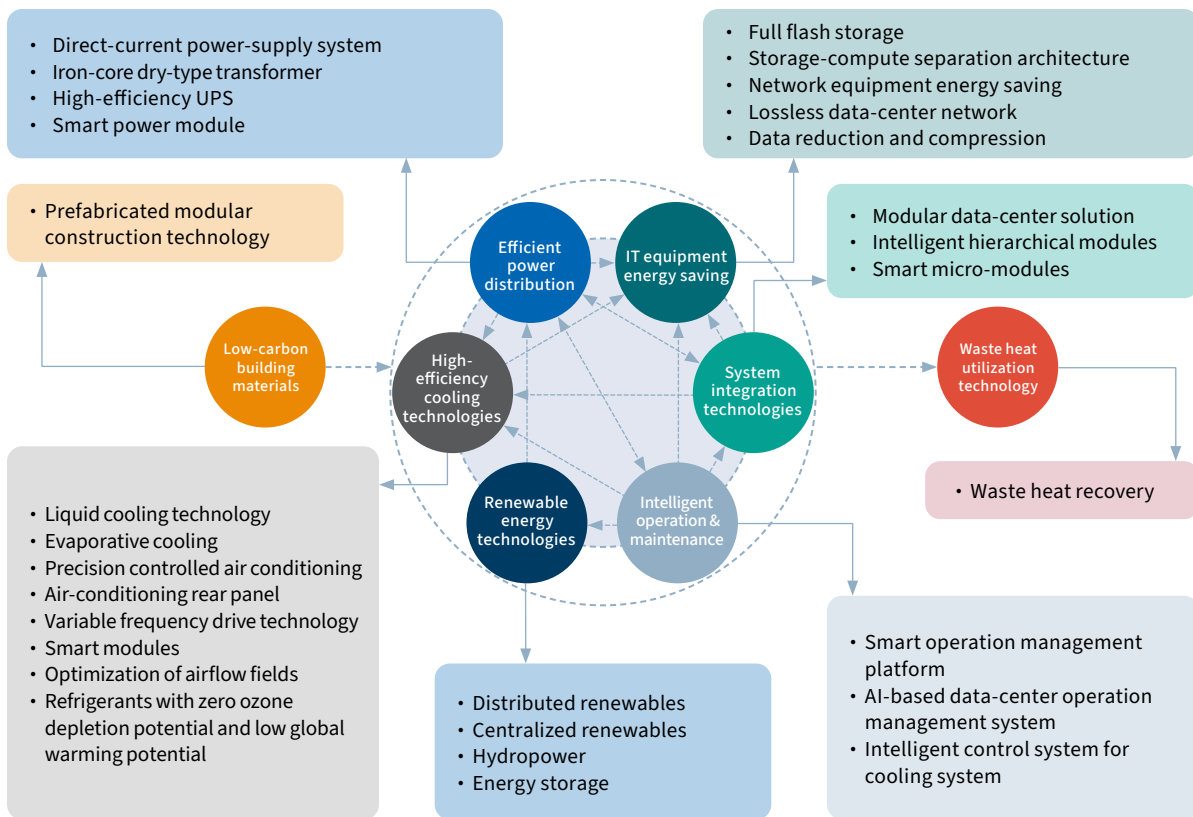 • Direct-current power-supply system
• Iron-core dry-type transformer
• High-efficiency UPS
• Smart power module
• Full flash storage
• Storage-compute separation architecture
• Network equipment energy saving
• Lossless data-center network
• Data reduction and compression
• Prefabricated modular
construction technology
• Modular data-center solution
• Intelligent hierarchical modules
• Smart micro-modules
Efficient
power
distribution
IT equipment
energy saving
Low-carbon
building
materials
High-
efficiency
cooling
technologies
System
integration
technologies
Waste heat
utilization
technology
Renewable
energy
technologies
Intelligent
operation &
maintenance
• Waste heat recovery
• Liquid cooling technology
• Evaporative cooling
• Precision controlled air conditioning
• Air-conditioning rear panel
• Variable frequency drive technology
• Smart modules
• Optimization of airflow fields
• Refrigerants with zero ozone
depletion potential and low global
warming potential
• Distributed renewables
• Centralized renewables
• Hydropower
• Energy storage
• Smart operation management
platform
• AI-based data-center operation
management system
• Intelligent control system for
cooling system